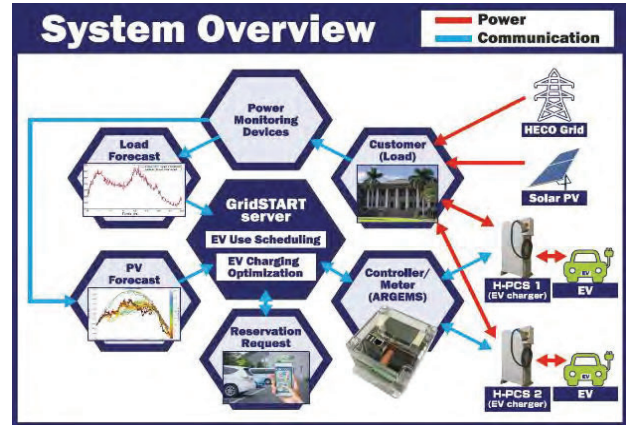 System Overview
Power
Communication
Power
Monitoring
Devices
HECO Grid
Load
Forecast
Customer
(Load)
Solar PV
GridSTART
server
EV Use Scheduling
EV Charging
Optimization
PV
Forecast
Controller/
Meter
(ARGEMS)
H-PCS 1
(EV charger)
EV
EV
Reservation
Request
H-PCS 2
(EV charger)
EV
EV